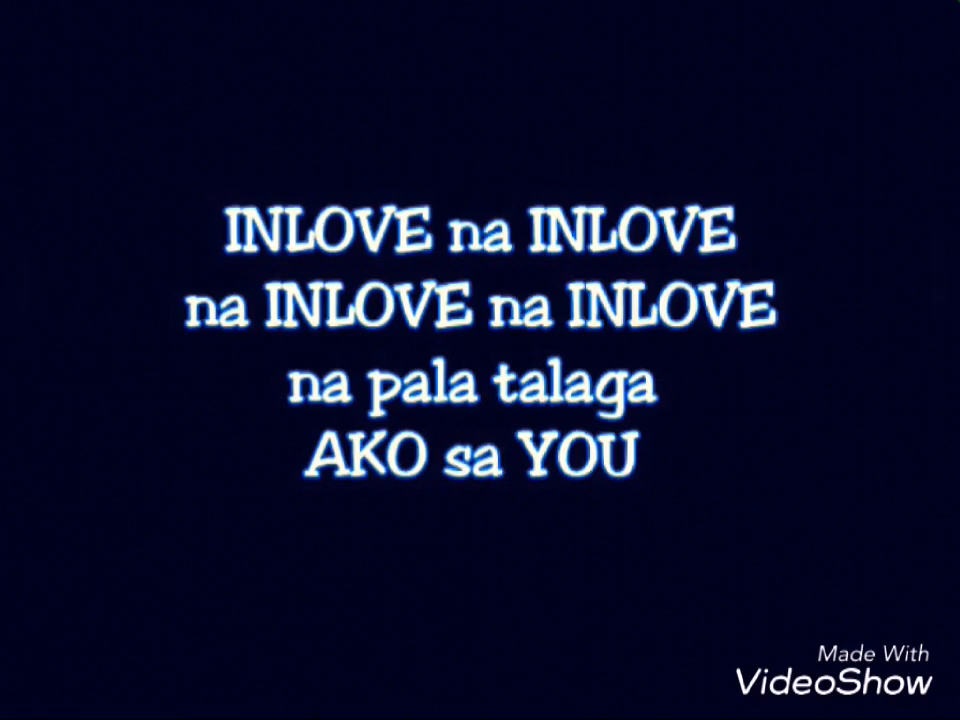 INLOVE na INLOVE
na INLOVE na INLOVE
na pala talaga
AKO sa YOU
Made With
VideoShow